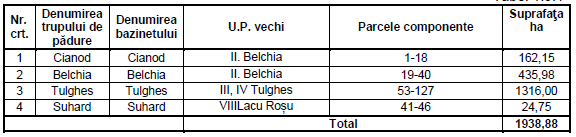 Nr. crt. Denumirea trupului de pădure Denumirea bazinetului U.P. vechi Parcele componente Suprafaţa ha
1 Cianod Cianod II. Belchia 1-18 162,15
2 Belchia Belchia II. Belchia 19-40 435,98
3 Tulghes Tulghes III, IV Tulghes 53-127 1316,00
4 Suhard Suhard VIIILacu Roşu 41-46 24,75
Total 1938,88